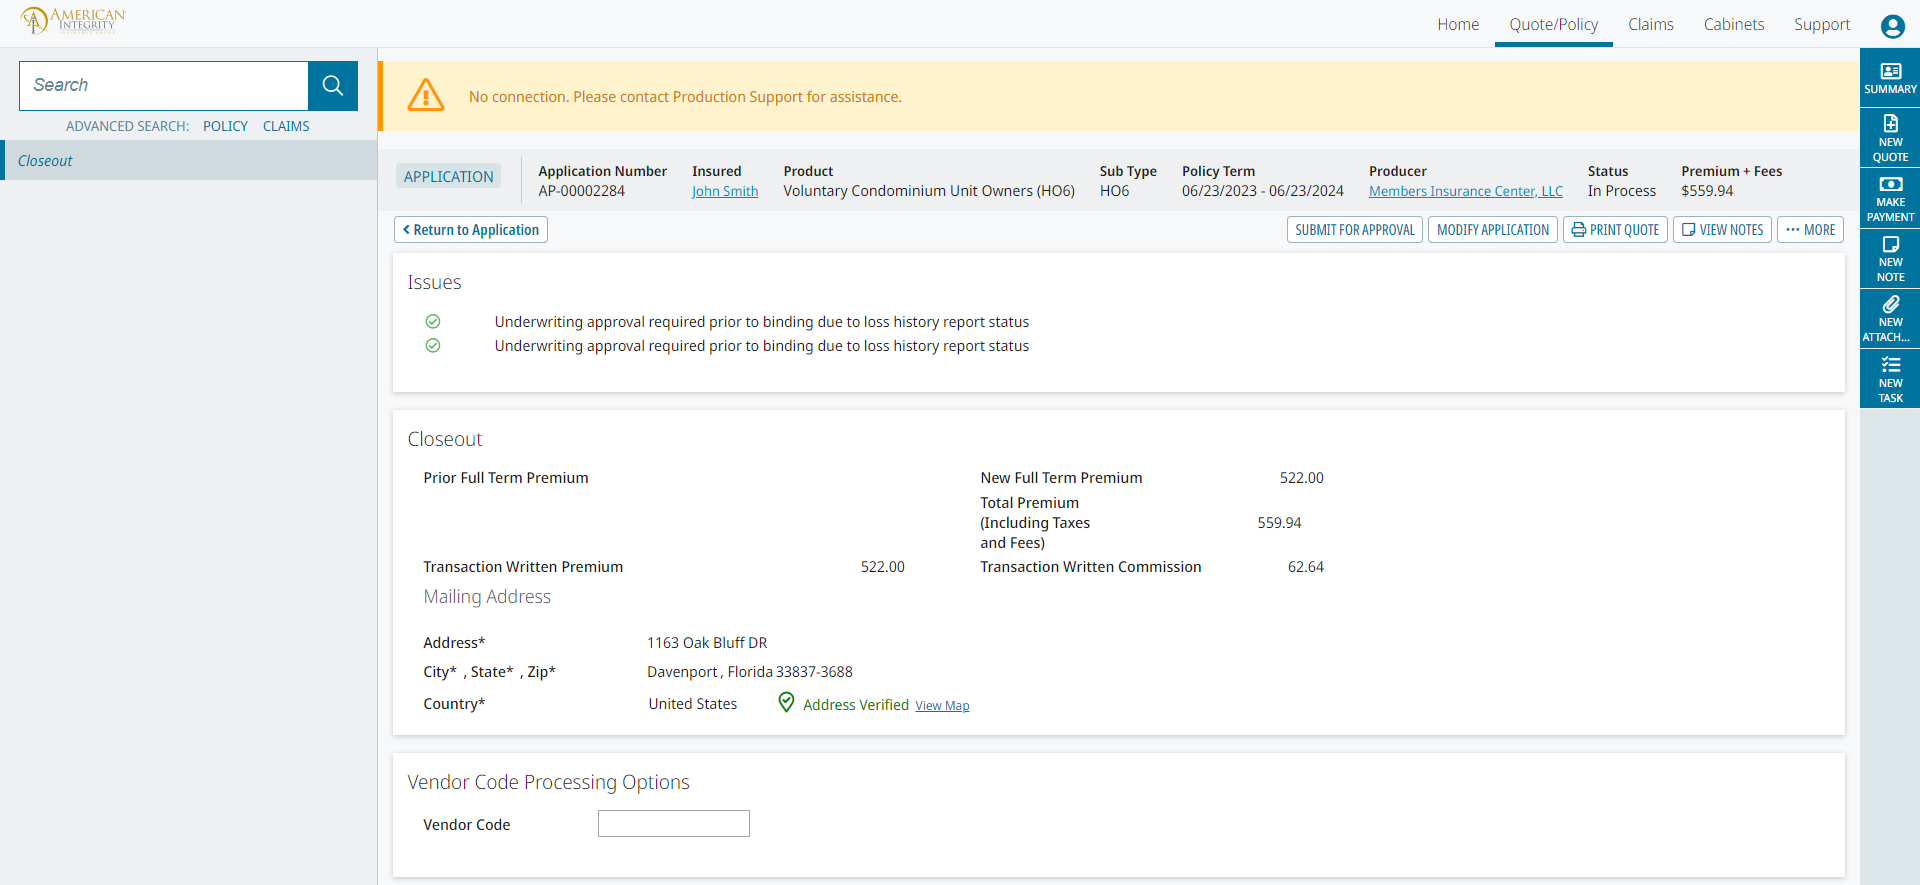 AMERICAN
INTEGRITY
Home Quote/Policy Claims Cabinets Support
Search
ADVANCED SEARCH: POLICY CLAIMS
Closeout
No connection. Please contact Production Support for assistance.
APPLICATION
Application Number Insured Product Sub Type Policy Term Producer Status Premium + Fees
AP-00002284 John Smith Voluntary Condominium Unit Owners (HO6) HO6 06/23/2023 - 06/23/2024 Members Insurance Center, LLC In Process $559.94
Return to Application SUBMIT FOR APPROVAL MODIFY APPLICATION PRINT QUOTE VIEW NOTES ··· MORE
Issues
Underwriting approval required prior to binding due to loss history report status
Underwriting approval required prior to binding due to loss history report status
Closeout
Prior Full Term Premium New Full Term Premium 522.00
Total Premium
(Including Taxes 559.94
and Fees)
Transaction Written Premium 522.00 Transaction Written Commission 62.64
Mailing Address
Address* 1163 Oak Bluff DR
City* , State* , Zip* Davenport , Florida 33837-3688
Country* United States Address Verified View Map
Vendor Code Processing Options
Vendor Code
SUMMARY
NEW
QUOTE
MAKE
PAYMENT
NEW
NOTE
NEW
ATTACH...
NEW
TASK